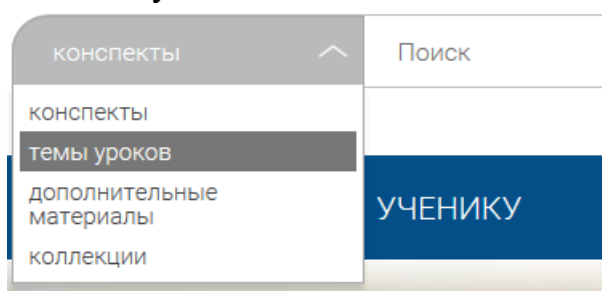 конспекты
Поиск
конспекты
темы уроков
дополнительные
материалы
УЧЕНИКУ
коллекции